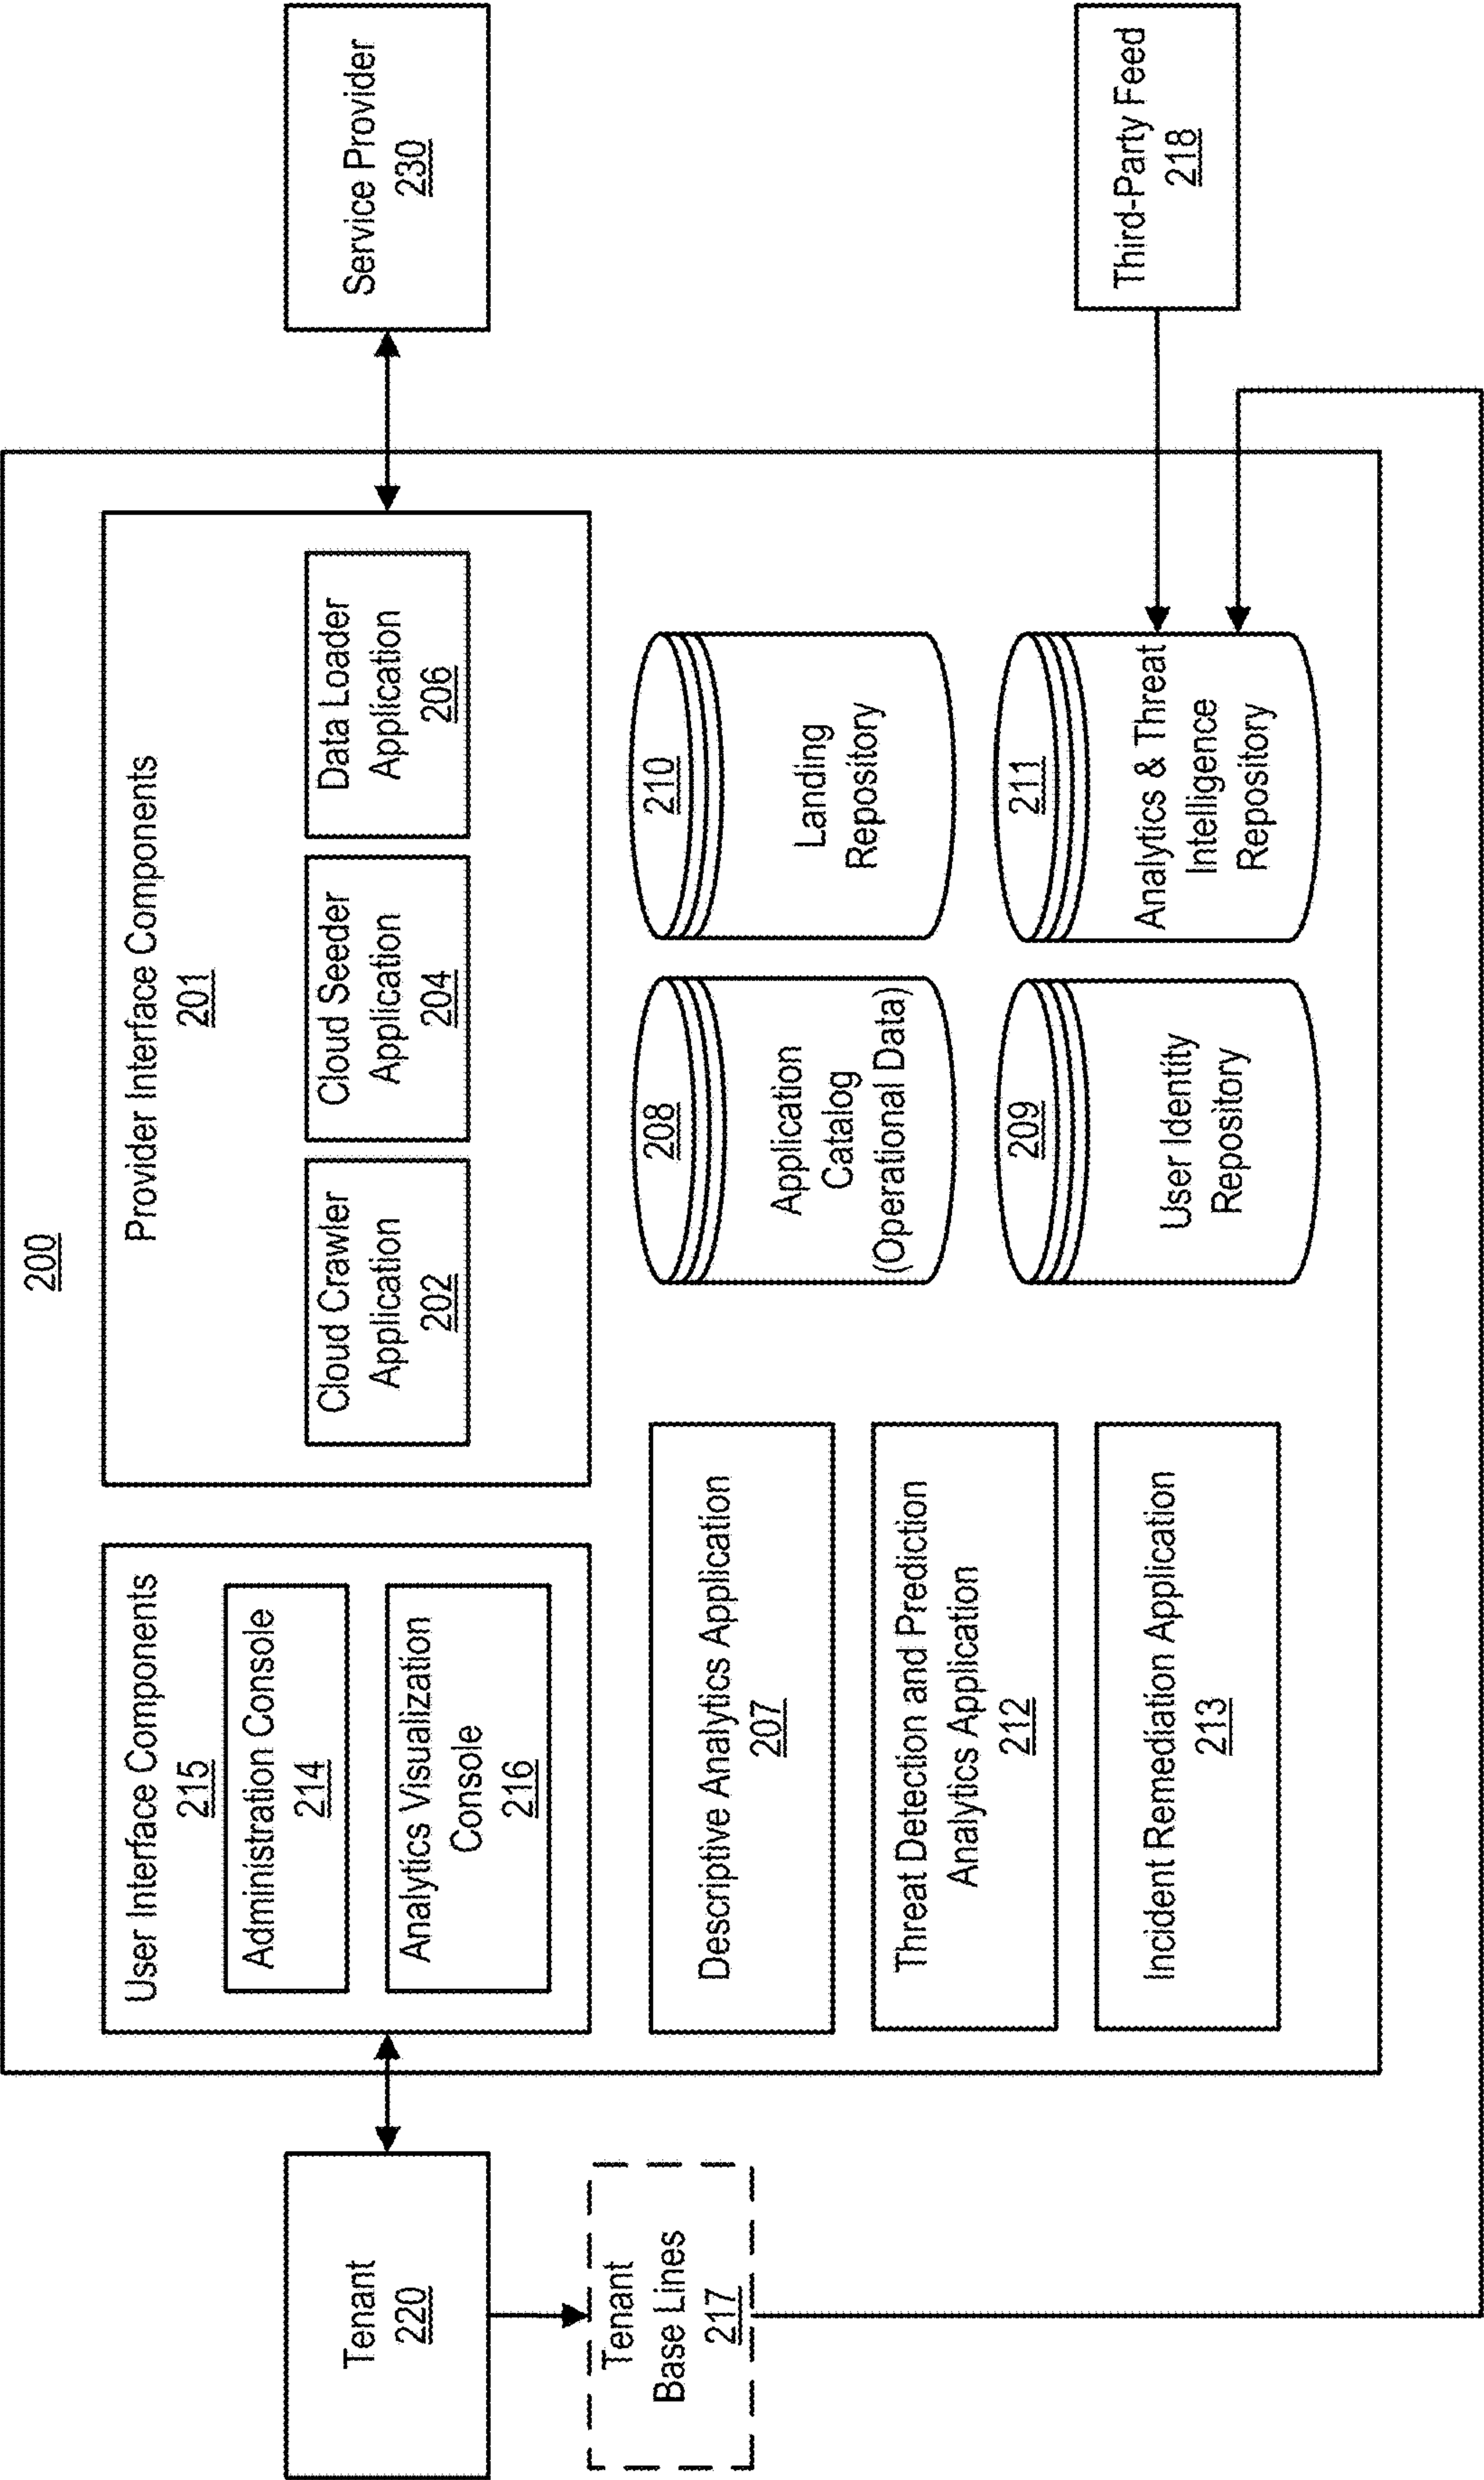 200
Tenant
220
Tenant
Base Lines
217
User Interface Components
215
Administration Console
214
Analytics Visualization
Console
216
Provider Interface Components
201
Cloud Crawler
Application
202
Cloud Seeder
Application
204
Data Loader
Application
206
Service Provider
230
Descriptive Analytics Application
207
Threat Detection and Prediction
Analytics Application
212
Incident Remediation Application
213
208
Application
Catalog
(Operational Data)
210
Landing
Repository
209
User Identity
Repository
211
Analytics & Threat
Intelligence
Repository
Third-Party Feed
218